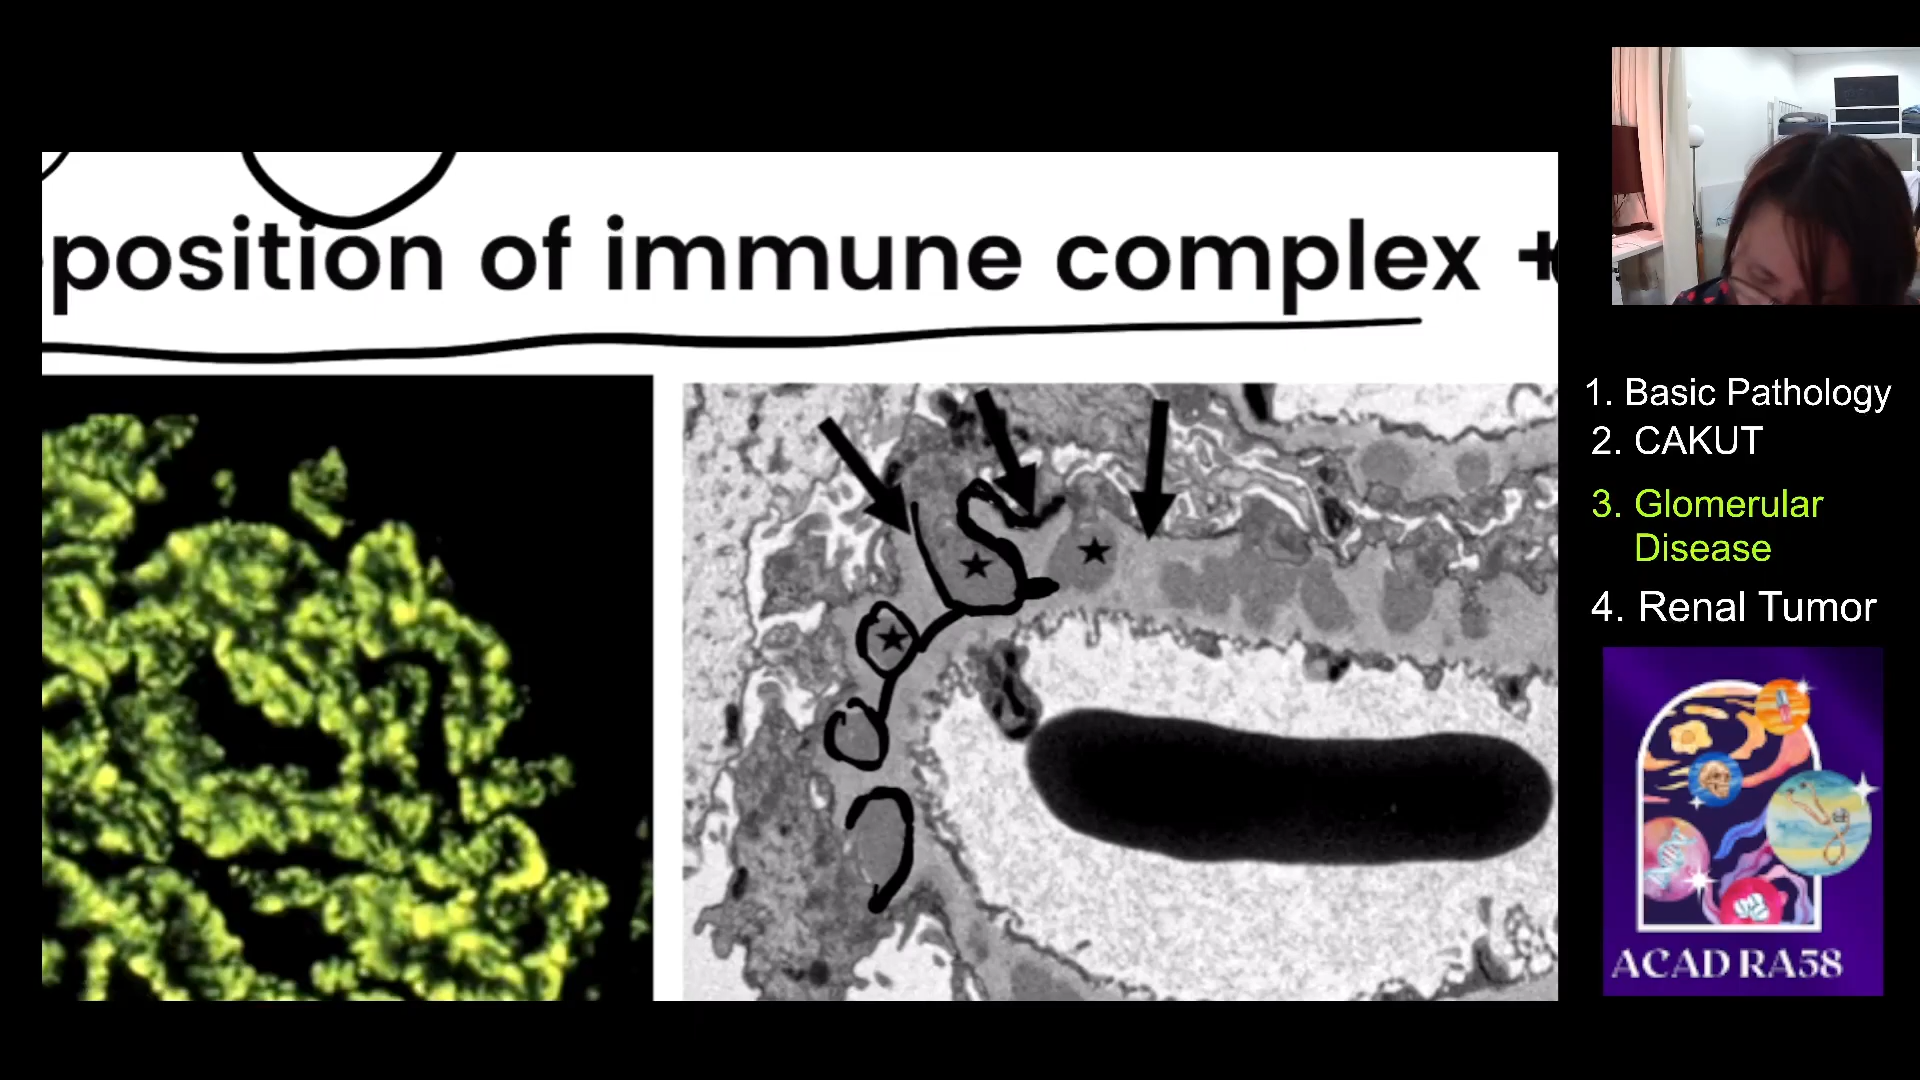 position of immune complex +
1. Basic Pathology
2. CAKUT
3. Glomerular
Disease
4. Renal Tumor
ACAD RA58